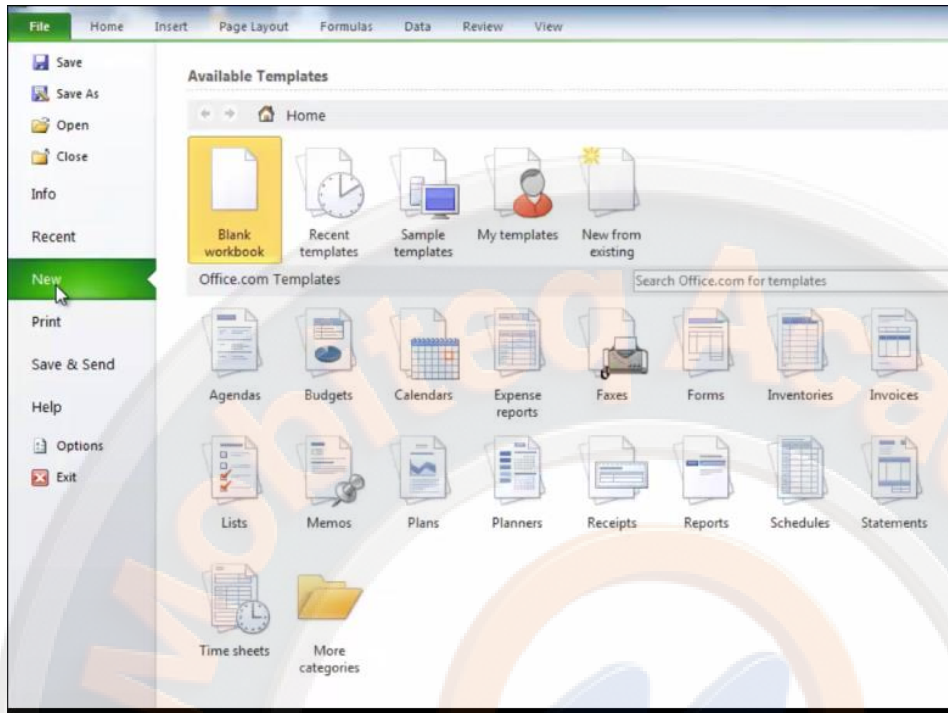 File Home Insert Page Layout Formulas Data Review View
Save
Save As
Open
Close
Info
Recent
New
Print
Save & Send
Help
Options
Exit
Available Templates
Home
Blank workbook
Recent templates
Sample templates
My templates
New from existing
Office.com Templates
Search Office.com for templates
Agendas
Budgets
Calendars
Expense reports
Faxes
Forms
Inventories
Invoices
Lists
Memos
Plans
Planners
Receipts
Reports
Schedules
Statements
Time sheets
More categories
Mobiteq Aca